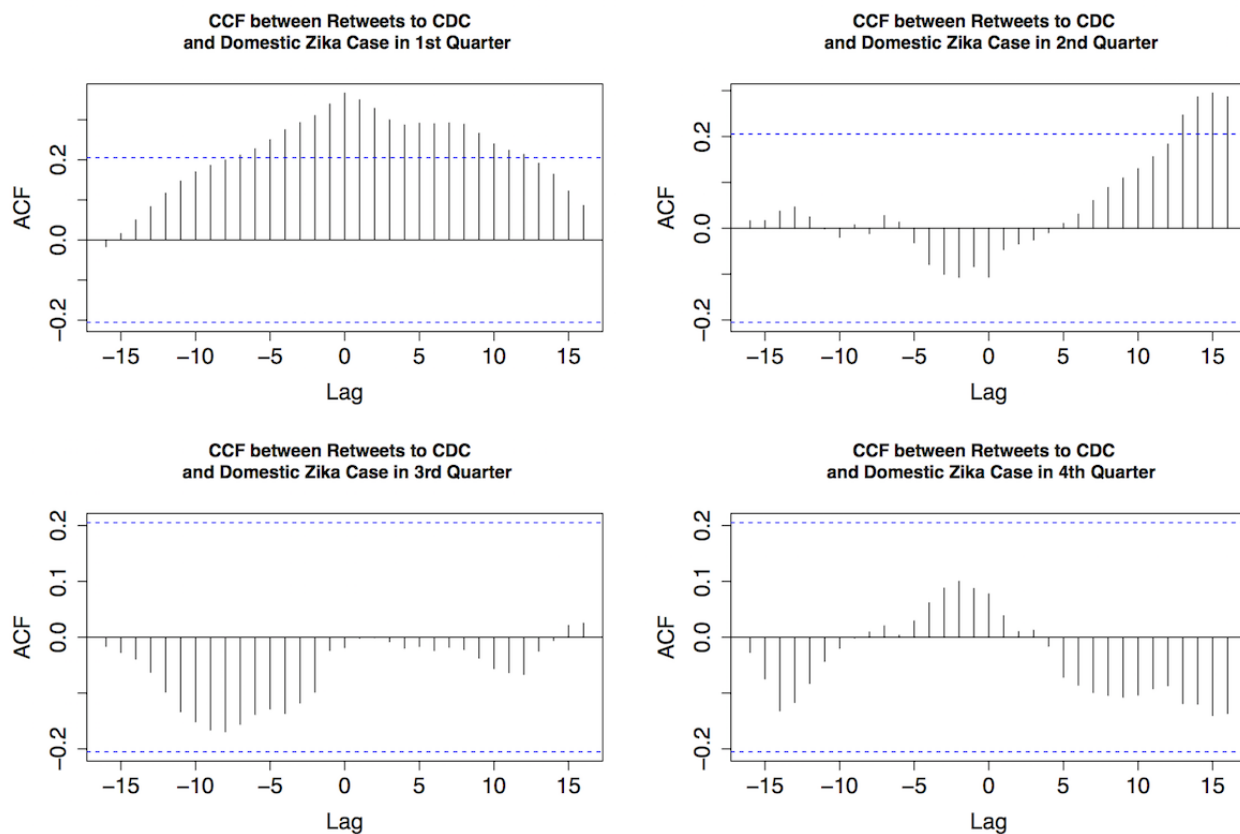 CCF between Retweets to CDC
and Domestic Zika Case in 1st Quarter
ACF
0.2
0.0
−0.2
−15 −10 −5 0 5 10 15
Lag
CCF between Retweets to CDC
and Domestic Zika Case in 2nd Quarter
ACF
0.2
0.0
−0.2
−15 −10 −5 0 5 10 15
Lag
CCF between Retweets to CDC
and Domestic Zika Case in 3rd Quarter
ACF
0.2
0.1
0.0
−0.2
−15 −10 −5 0 5 10 15
Lag
CCF between Retweets to CDC
and Domestic Zika Case in 4th Quarter
ACF
0.2
0.1
0.0
−0.2
−15 −10 −5 0 5 10 15
Lag